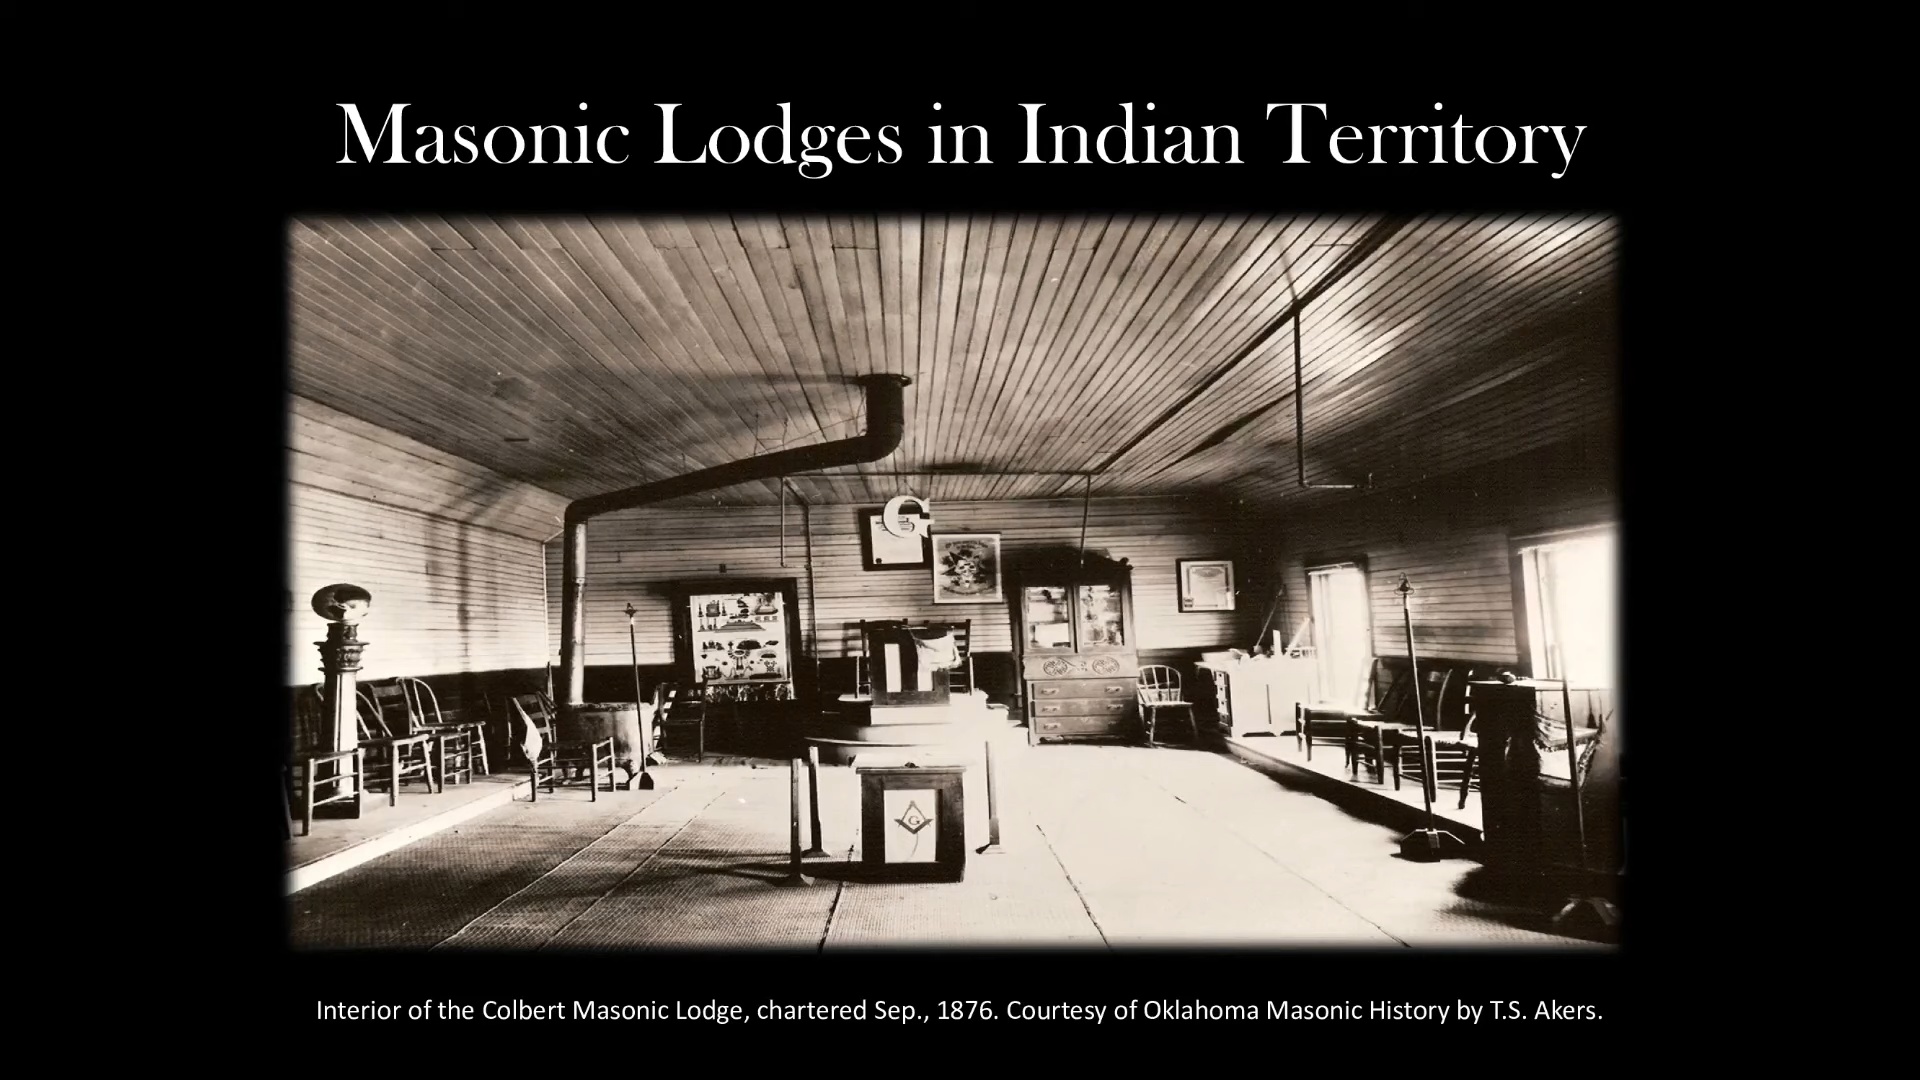 Masonic Lodges in Indian Territory
G
G
Interior of the Colbert Masonic Lodge, chartered Sep., 1876. Courtesy of Oklahoma Masonic History by T.S. Akers.